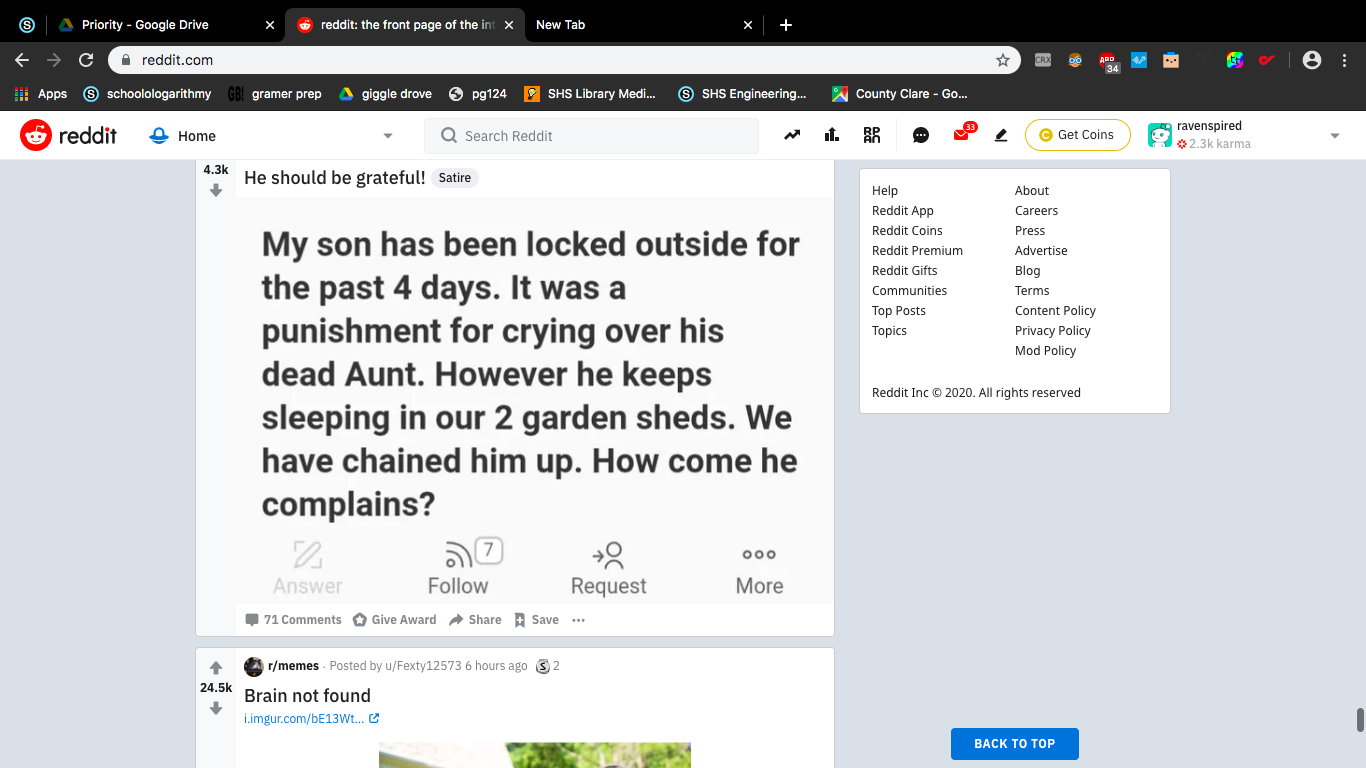 Priority - Google Drive
reddit: the front page of the int
New Tab
reddit.com
CRX
ABP
34
Apps
schoolologarithmy
GB!
gramer prep
giggle drove
pg124
SHS Library Medi...
SHS Engineering...
County Clare - Go...
reddit
Home
Search Reddit
33
Get Coins
ravenspired
2.3k karma
4.3k
He should be grateful!
Satire
My son has been locked outside for
the past 4 days. It was a
punishment for crying over his
dead Aunt. However he keeps
sleeping in our 2 garden sheds. We
have chained him up. How come he
complains?
7
Answer
Follow
Request
More
71 Comments
Give Award
Share
Save
r/memes · Posted by u/Fexty12573 6 hours ago
S 2
24.5k
Brain not found
i.imgur.com/bE13Wt...
Help
Reddit App
Reddit Coins
Reddit Premium
Reddit Gifts
Communities
Top Posts
Topics
About
Careers
Press
Advertise
Blog
Terms
Content Policy
Privacy Policy
Mod Policy
Reddit Inc © 2020. All rights reserved
BACK TO TOP